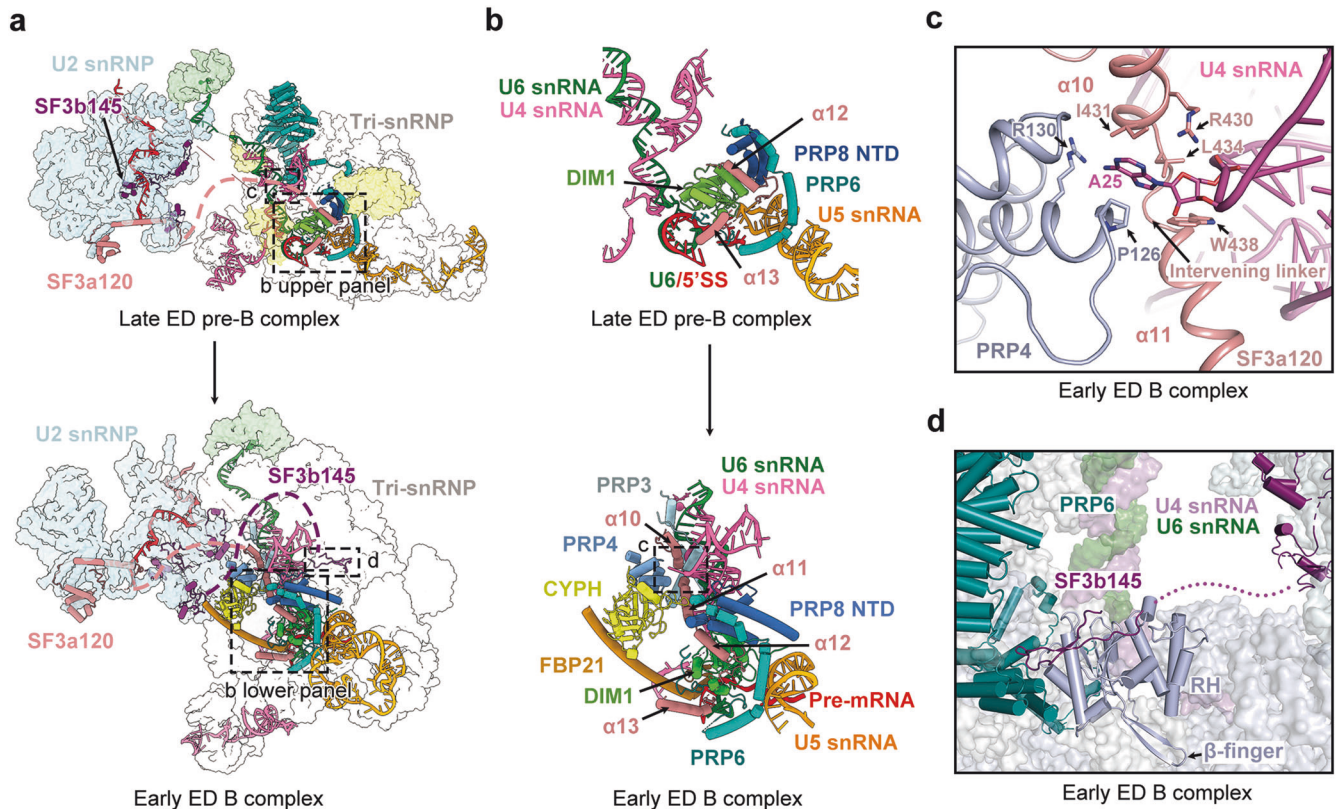 a
U2 snRNP
SF3b145
Tri-snRNP
c
SF3a120
b upper panel
Late ED pre-B complex
U2 snRNP
SF3b145
Tri-snRNP
d
SF3a120
b lower panel
Early ED B complex
b
U6 snRNA
U4 snRNA
α12
PRP8 NTD
DIM1
PRP6
U5 snRNA
U6/5'SS
α13
Late ED pre-B complex
U6 snRNA
U4 snRNA
PRP3
α10
c
PRP4
α11
CYPH
PRP8 NTD
α12
FBP21
DIM1
Pre-mRNA
α13
U5 snRNA
PRP6
Early ED B complex
c
U4 snRNA
α10
I431
R430
R130
L434
A25
W438
P126
Intervening linker
α11
PRP4
SF3a120
Early ED B complex
d
PRP6
U4 snRNA
U6 snRNA
SF3b145
RH
β-finger
Early ED B complex